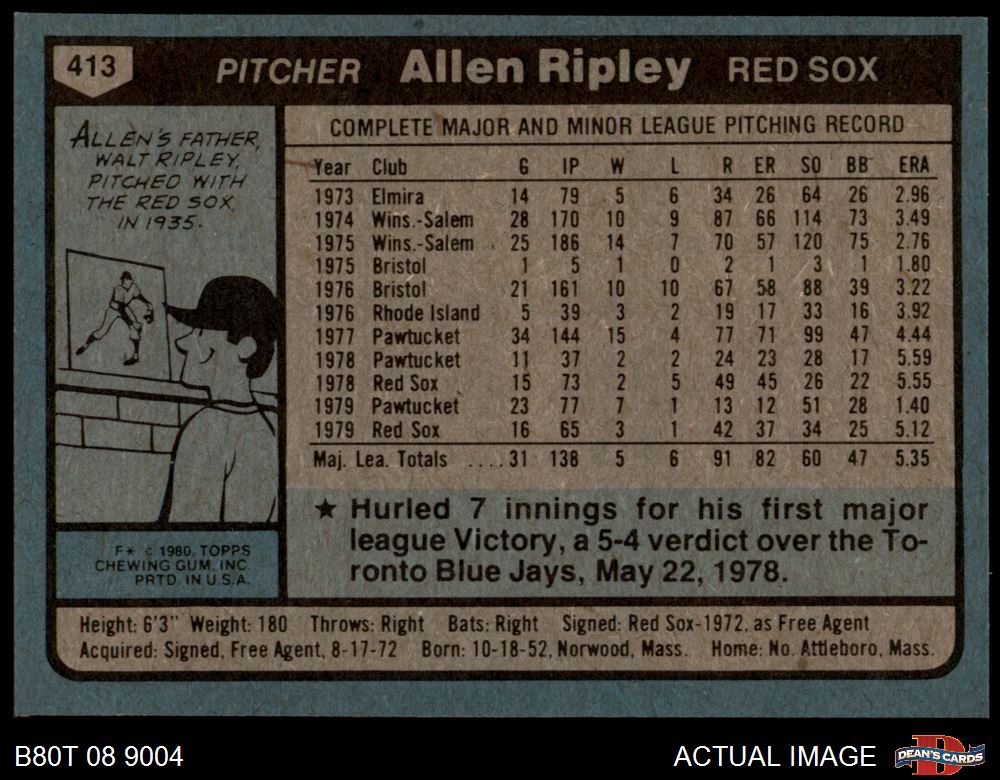 413 PITCHER Allen Ripley RED SOX
ALLEN'S FATHER,
WALT RIPLEY,
PITCHED WITH
THE RED SOX
IN 1935.
COMPLETE MAJOR AND MINOR LEAGUE PITCHING RECORD
Year Club G IP W L R ER SO BB ERA
1973 Elmira 14 79 5 6 34 26 64 26 2.96
1974 Wins.-Salem 28 170 10 9 87 66 114 73 3.49
1975 Wins.-Salem 25 186 14 7 70 57 120 75 2.76
1975 Bristol 1 5 1 0 2 1 3 1 1.80
1976 Bristol 21 161 10 10 67 58 88 39 3.22
1976 Rhode Island 5 39 3 2 19 17 33 16 3.92
1977 Pawtucket 34 144 15 4 77 71 99 47 4.44
1978 Pawtucket 11 37 2 2 24 23 28 17 5.59
1978 Red Sox 15 73 2 5 49 45 26 22 5.55
1979 Pawtucket 23 77 7 1 13 12 51 28 1.40
1979 Red Sox 16 65 3 1 42 37 34 25 5.12
Maj. Lea. Totals ....31 138 5 6 91 82 60 47 5.35
★ Hurled 7 innings for his first major
league Victory, a 5-4 verdict over the To-
ronto Blue Jays, May 22, 1978.
F* © 1980, TOPPS
CHEWING GUM, INC.
PRTD. IN U.S.A.
Height: 6'3" Weight: 180 Throws: Right Bats: Right Signed: Red Sox-1972, as Free Agent
Acquired: Signed, Free Agent, 8-17-72 Born: 10-18-52, Norwood, Mass. Home: No. Attleboro, Mass.
B80T 08 9004 ACTUAL IMAGE
D
DEAN'S CARDS